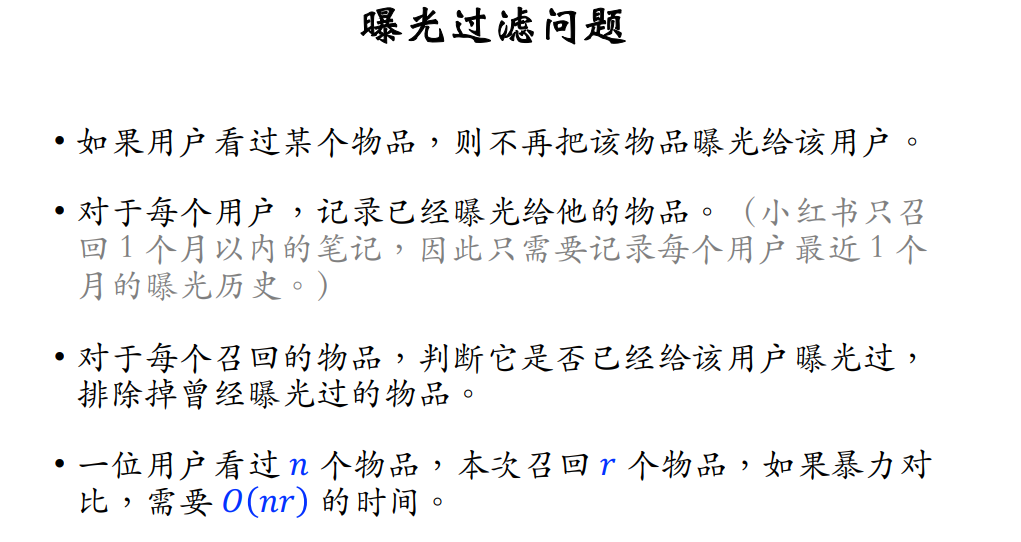 曝光过滤问题
• 如果用户看过某个物品，则不再把该物品曝光给该用户。
• 对于每个用户，记录已经曝光给他的物品。（小红书只召
回 1 个月以内的笔记，因此只需要记录每个用户最近 1 个
月的曝光历史。）
• 对于每个召回的物品，判断它是否已经给该用户曝光过，
排除掉曾经曝光过的物品。
• 一位用户看过 n 个物品，本次召回 r 个物品，如果暴力对
比，需要 O(nr) 的时间。